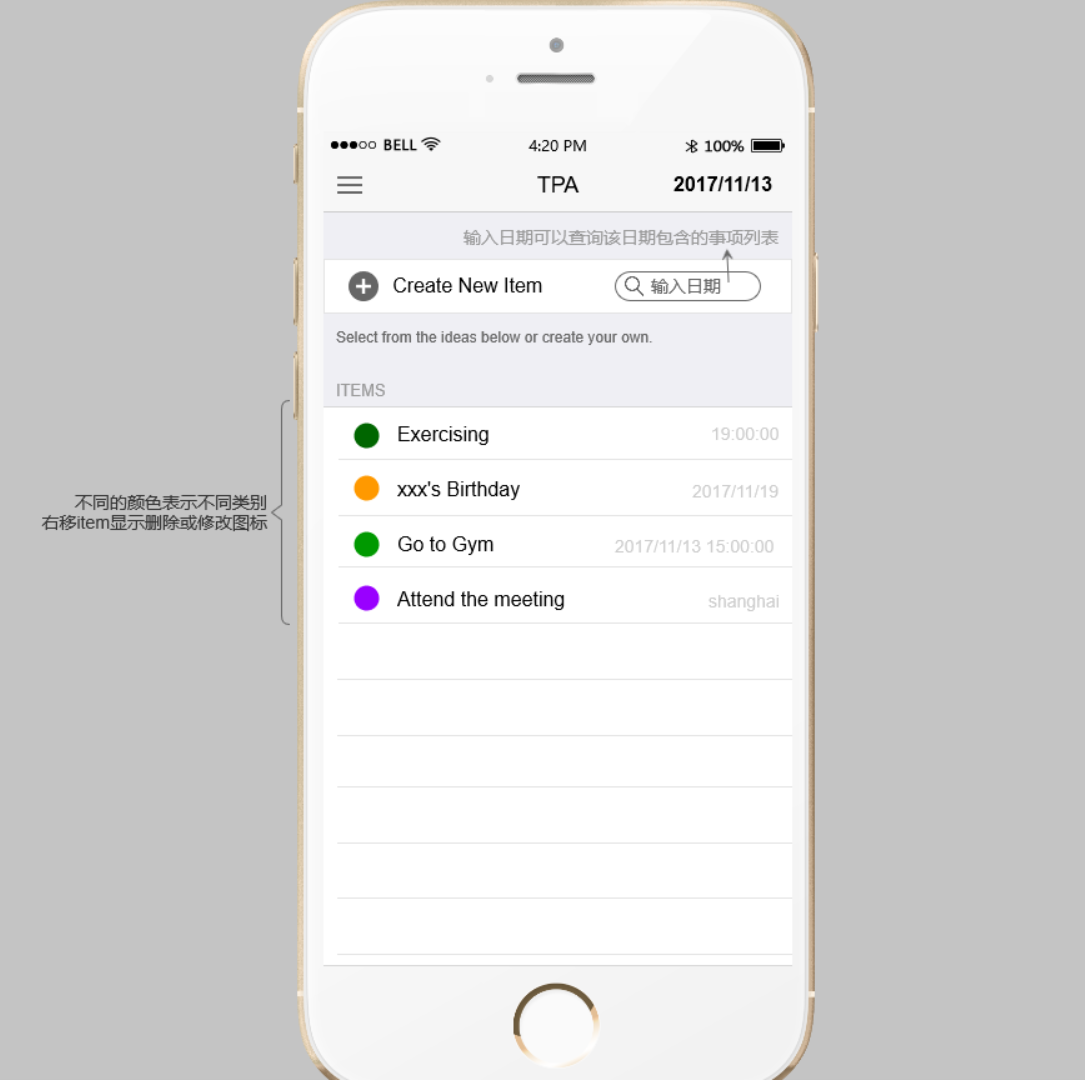 BELL 4:20 PM 100%
TPA 2017/11/13
输入日期可以查询该日期包含的事项列表
Create New Item 输入日期
Select from the ideas below or create your own.
ITEMS
Exercising 19:00:00
xxx's Birthday 2017/11/19
Go to Gym 2017/11/13 15:00:00
Attend the meeting shanghai
不同的颜色表示不同类别
右移item显示删除或修改图标